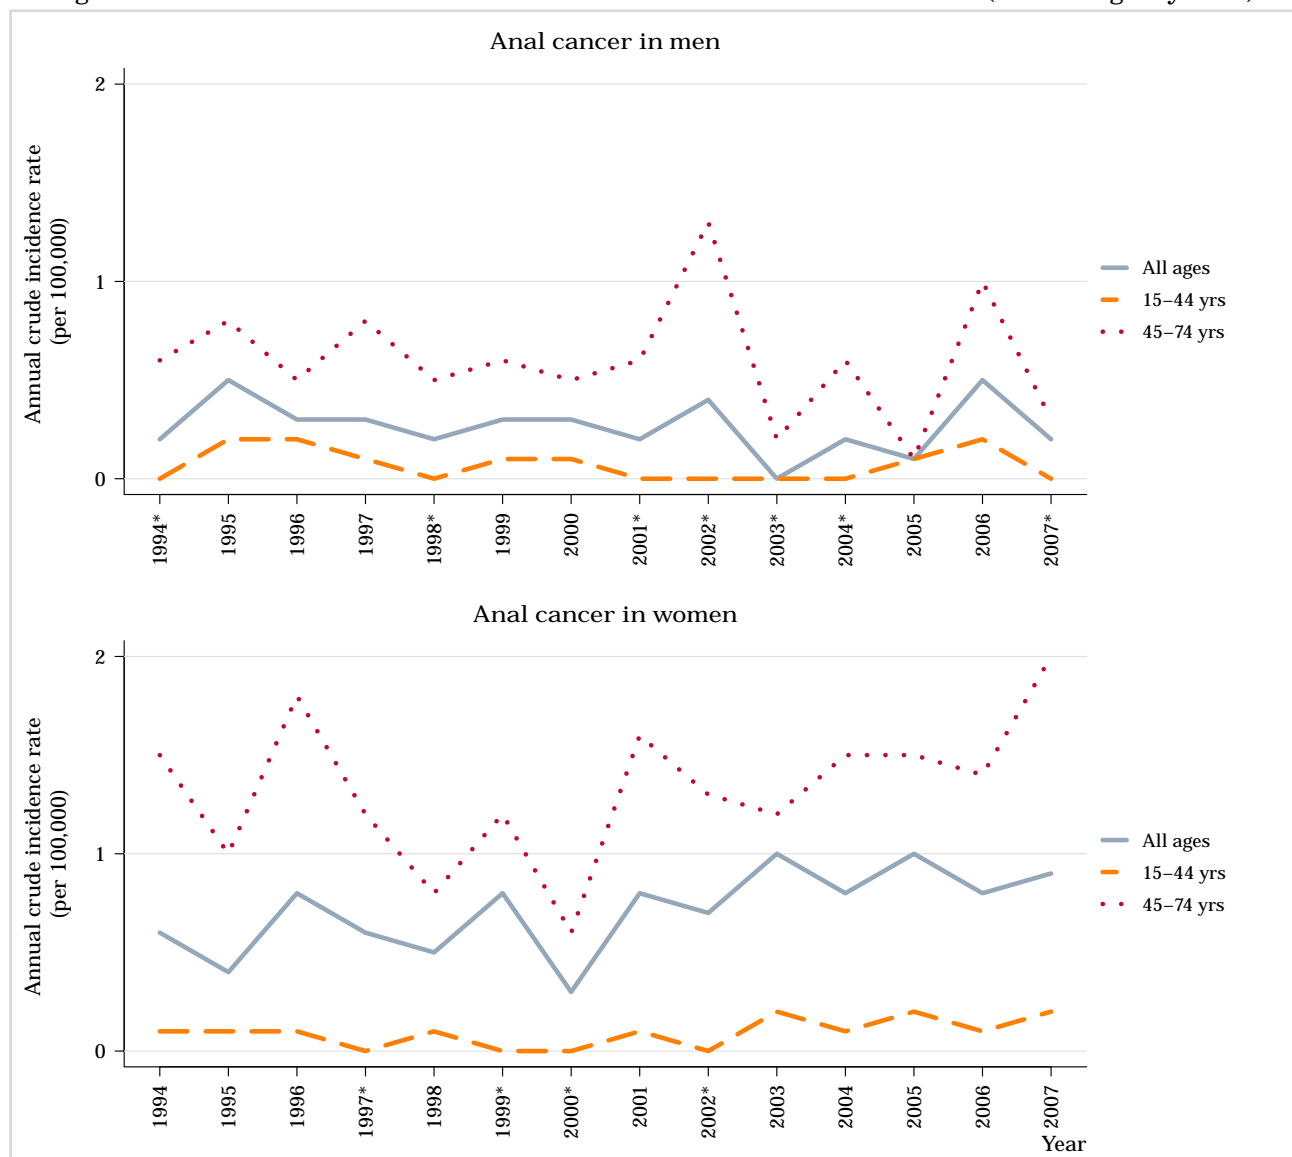 Anal cancer in men
Annual crude incidence rate
(per 100,000)
2
1
0
1994*
1995
1996
1997
1998*
1999
2000
2001*
2002*
2003*
2004*
2005
2006
2007*
All ages
15–44 yrs
45–74 yrs
Anal cancer in women
Annual crude incidence rate
(per 100,000)
2
1
0
1994
1995
1996
1997*
1998
1999*
2000*
2001
2002*
2003
2004
2005
2006
2007
Year
All ages
15–44 yrs
45–74 yrs